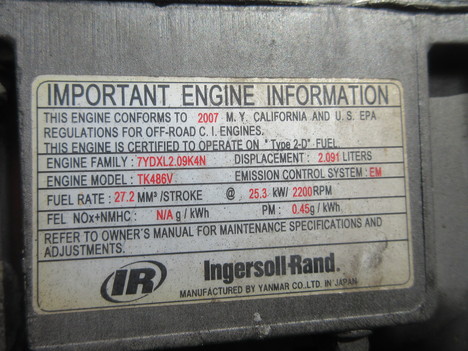 IMPORTANT ENGINE INFORMATION
THIS ENGINE CONFORMS TO 2007 M.Y. CALIFORNIA AND U.S. EPA
REGULATIONS FOR OFF-ROAD C.I. ENGINES.
THIS ENGINE IS CERTIFIED TO OPERATE ON "Type 2-D" FUEL.
ENGINE FAMILY : 7YDXL2.09K4N DISPLACEMENT : 2.091 LITERS
ENGINE MODEL : TK486V EMISSION CONTROL SYSTEM : EM
FUEL RATE : 27.2 MM³/STROKE @ 25.3 kW/ 2200RPM
FEL NOx+NMHC : N/A g / kWh PM : 0.45g / kWh
REFER TO OWNER'S MANUAL FOR MAINTENANCE SPECIFICATIONS AND
ADJUSTMENTS.
IR Ingersoll-Rand.
MANUFACTURED BY YANMAR CO.,LTD. IN JAPAN